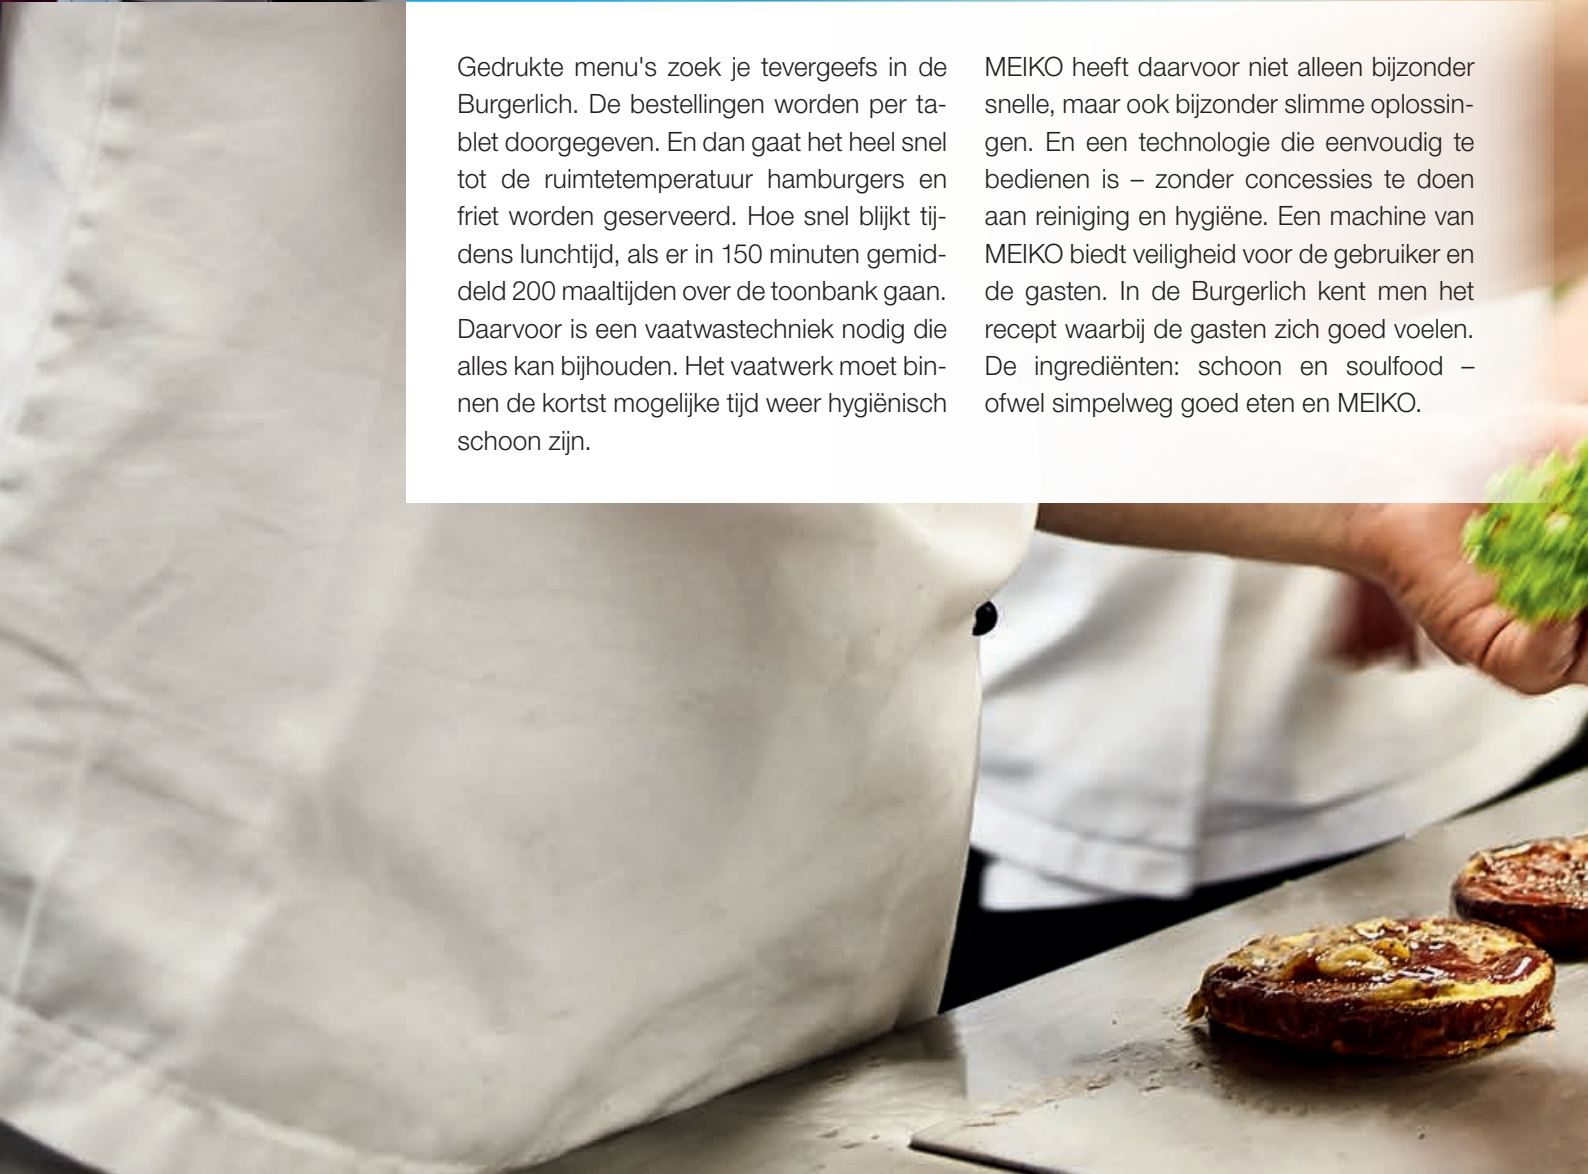 Gedrukte menu's zoek je tevergeefs in de
Burgerlich. De bestellingen worden per ta-
blet doorgegeven. En dan gaat het heel snel
tot de ruimtetemperatuur hamburgers en
friet worden geserveerd. Hoe snel blijkt tij-
dens lunchtijd, als er in 150 minuten gemid-
deld 200 maaltijden over de toonbank gaan.
Daarvoor is een vaatwastechniek nodig die
alles kan bijhouden. Het vaatwerk moet bin-
nen de kortst mogelijke tijd weer hygiënisch
schoon zijn.
MEIKO heeft daarvoor niet alleen bijzonder
snelle, maar ook bijzonder slimme oplossin-
gen. En een technologie die eenvoudig te
bedienen is – zonder concessies te doen
aan reiniging en hygiëne. Een machine van
MEIKO biedt veiligheid voor de gebruiker en
de gasten. In de Burgerlich kent men het
recept waarbij de gasten zich goed voelen.
De ingrediënten: schoon en soulfood –
ofwel simpelweg goed eten en MEIKO.